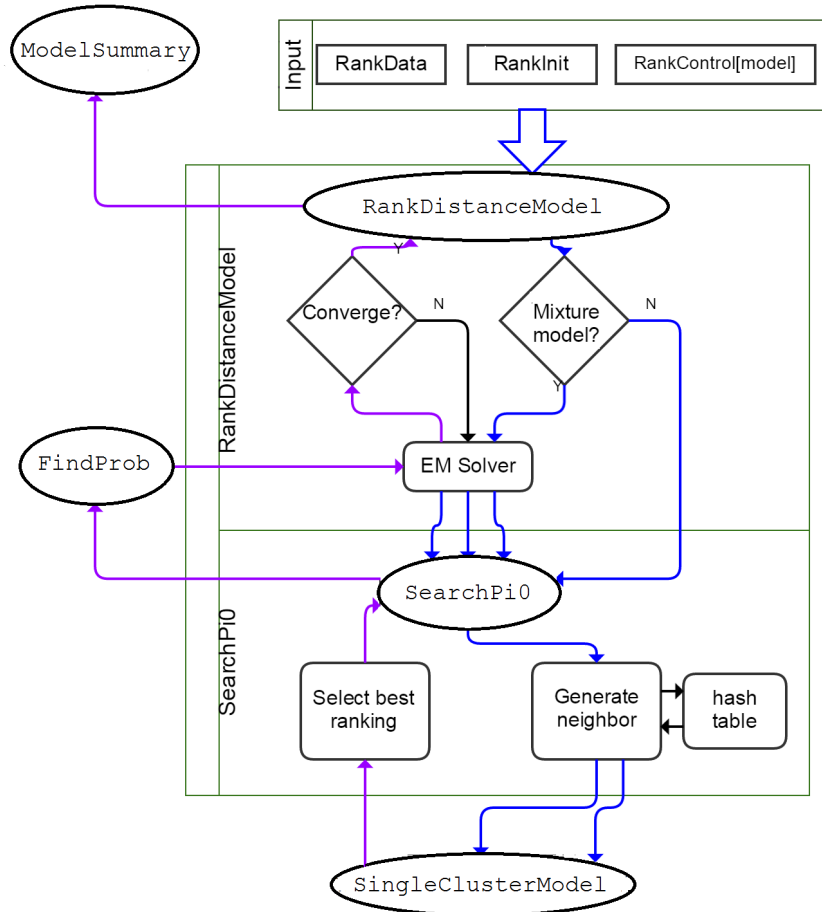 ModelSummary
Input
RankData
RankInit
RankControl[model]
RankDistanceModel
RankDistanceModel
Y
Converge?
N
Mixture
model?
N
Y
FindProb
EM Solver
SearchPi0
SearchPi0
Select best
ranking
Generate
neighbor
hash
table
SingleClusterModel